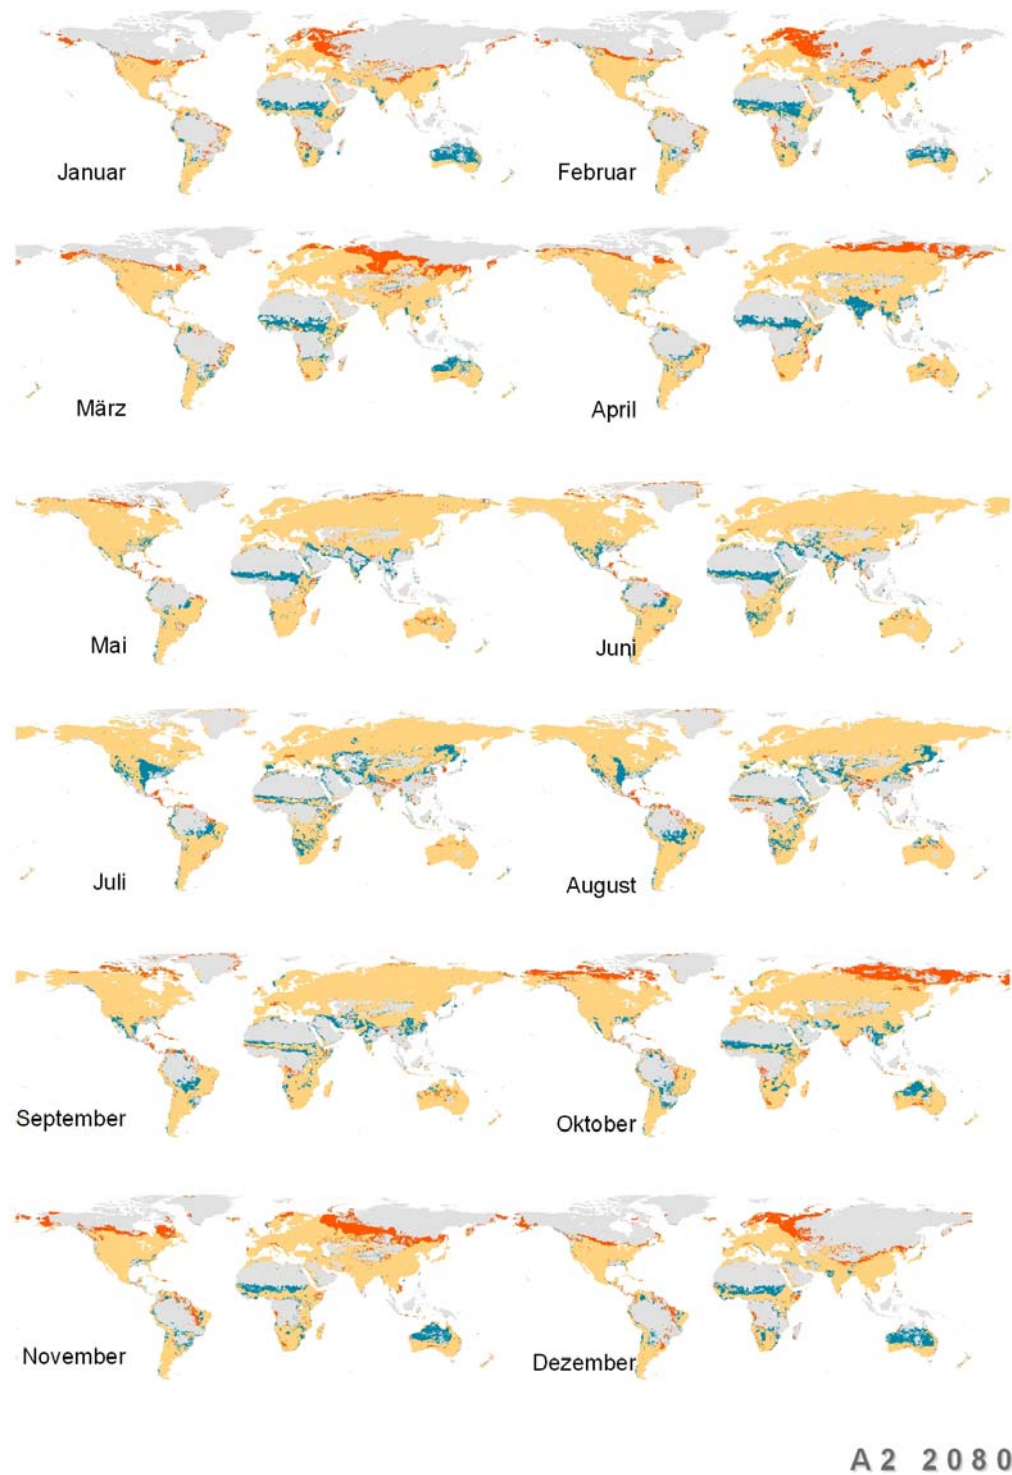 Januar
Februar
März
April
Mai
Juni
Juli
August
September
Oktober
November
Dezember
A2 2080